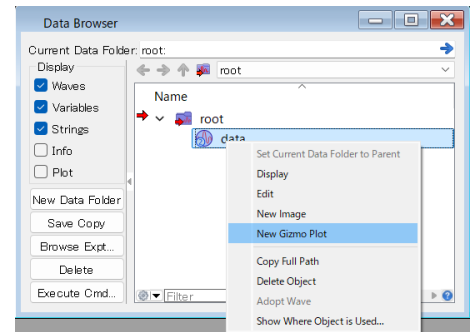 Data Browser
Current Data Folder: root:
Display
Waves
Variables
Strings
Info
Plot
New Data Folder
Save Copy
Browse Expt...
Delete
Execute Cmd...
root
Name
root
data
Set Current Data Folder to Parent
Display
Edit
New Image
New Gizmo Plot
Copy Full Path
Delete Object
Adopt Wave
Show Where Object is Used...
Filter